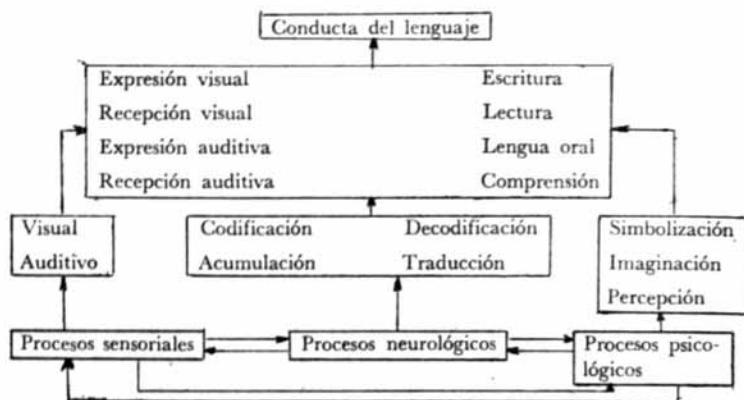 Conducta del lenguaje
Expresión visual Escritura
Recepción visual Lectura
Expresión auditiva Lengua oral
Recepción auditiva Comprensión
Visual
Auditivo
Codificación Decodificación
Acumulación Traducción
Simbolización
Imaginación
Percepción
Procesos sensoriales
Procesos neurológicos
Procesos psico-
lógicos